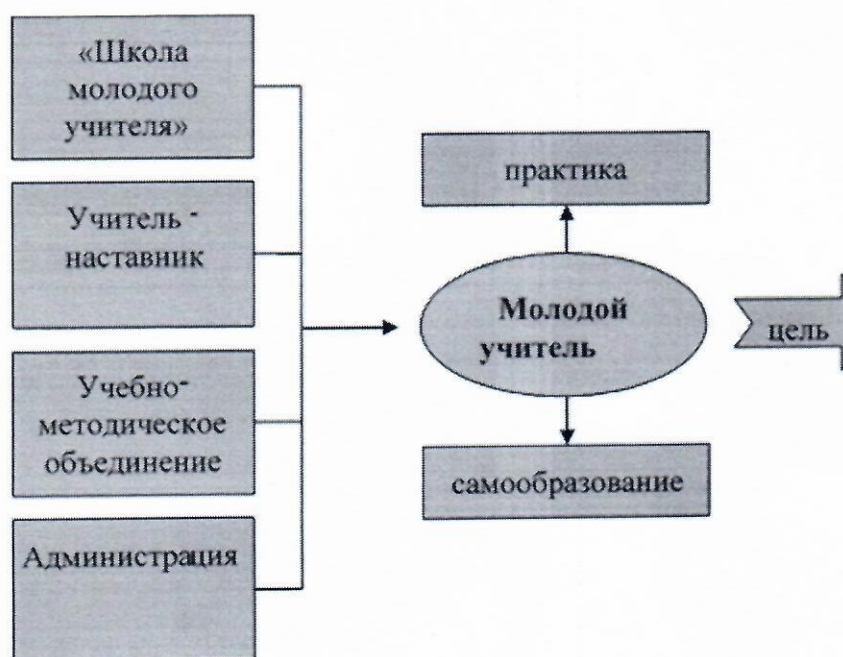 «Школа
молодого
учителя»
Учитель -
наставник
Учебно-
методическое
объединение
Администрация
практика
Молодой
учитель
самообразование
цель